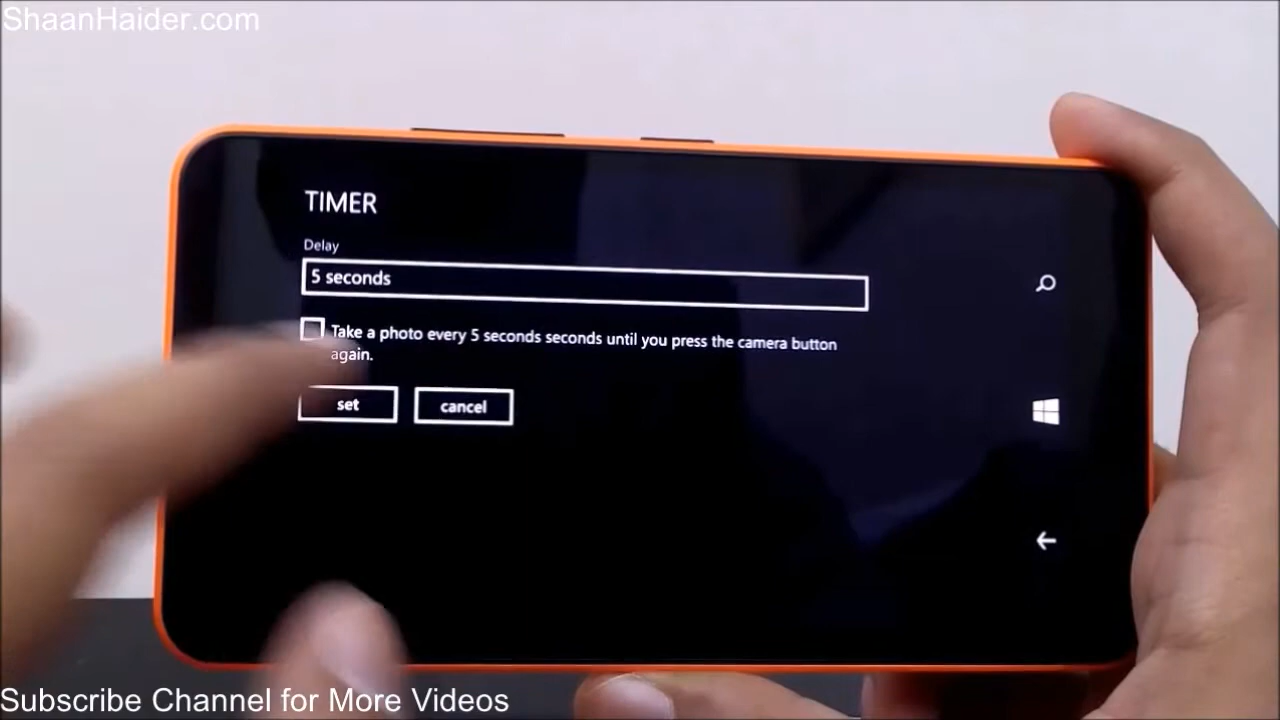 ShaanHaider.com
TIMER
Delay
5 seconds
Take a photo every 5 seconds seconds until you press the camera button
again.
set
cancel
Subscribe Channel for More Videos